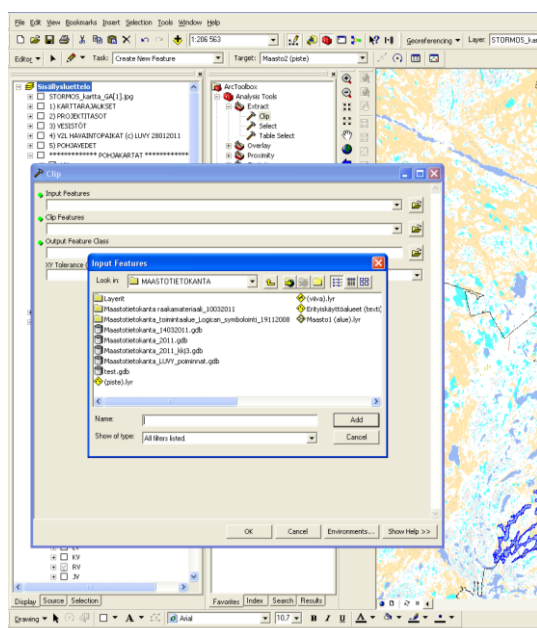 File Edit View Bookmarks Insert Selection Tools Window Help
1:206 563 Georeferencing Layer: STORMOS_kar
Editor Task: Create New Feature Target: Maasto2 (piste)
Sisällysluettelo
STORMOS_kartta_GA[1].jpg
1) KARTTARAJAUKSET
2) PROJEKTITASOT
3) VESISTÖT
4) V2L HAVAINTOPAIKAT (c) LUVY 28012011
5) POHJAVEDET
************* POHJAKARTAT *************
ArcToolbox
Analysis Tools
Extract
Clip
Select
Table Select
Overlay
Proximity
Clip
Input Features
Clip Features
Output Feature Class
XY Tolerance
Input Features
Look in: MAASTOTIETOKANTA
Layerit
Maastotietokanta raakamateriaali_10032011
Maastotietokanta_toimintaalue_Logican_symbolointi_19112008
Maastotietokanta_14032011.gdb
Maastotietokanta_2011.gdb
Maastotietokanta_2011_kkj3.gdb
Maastotietokanta_LUVY_poiminnat.gdb
test.gdb
(piste).lyr
(viiva).lyr
Erityiskäyttöalueet (text(
Maasto1 (alue).lyr
Name: Add
Show of type: All filters listed. Cancel
OK Cancel Environments... Show Help >>
KV
RV
JV
Display Source Selection
Favorites Index Search Results
Drawing A Arial 10,7 B I U A